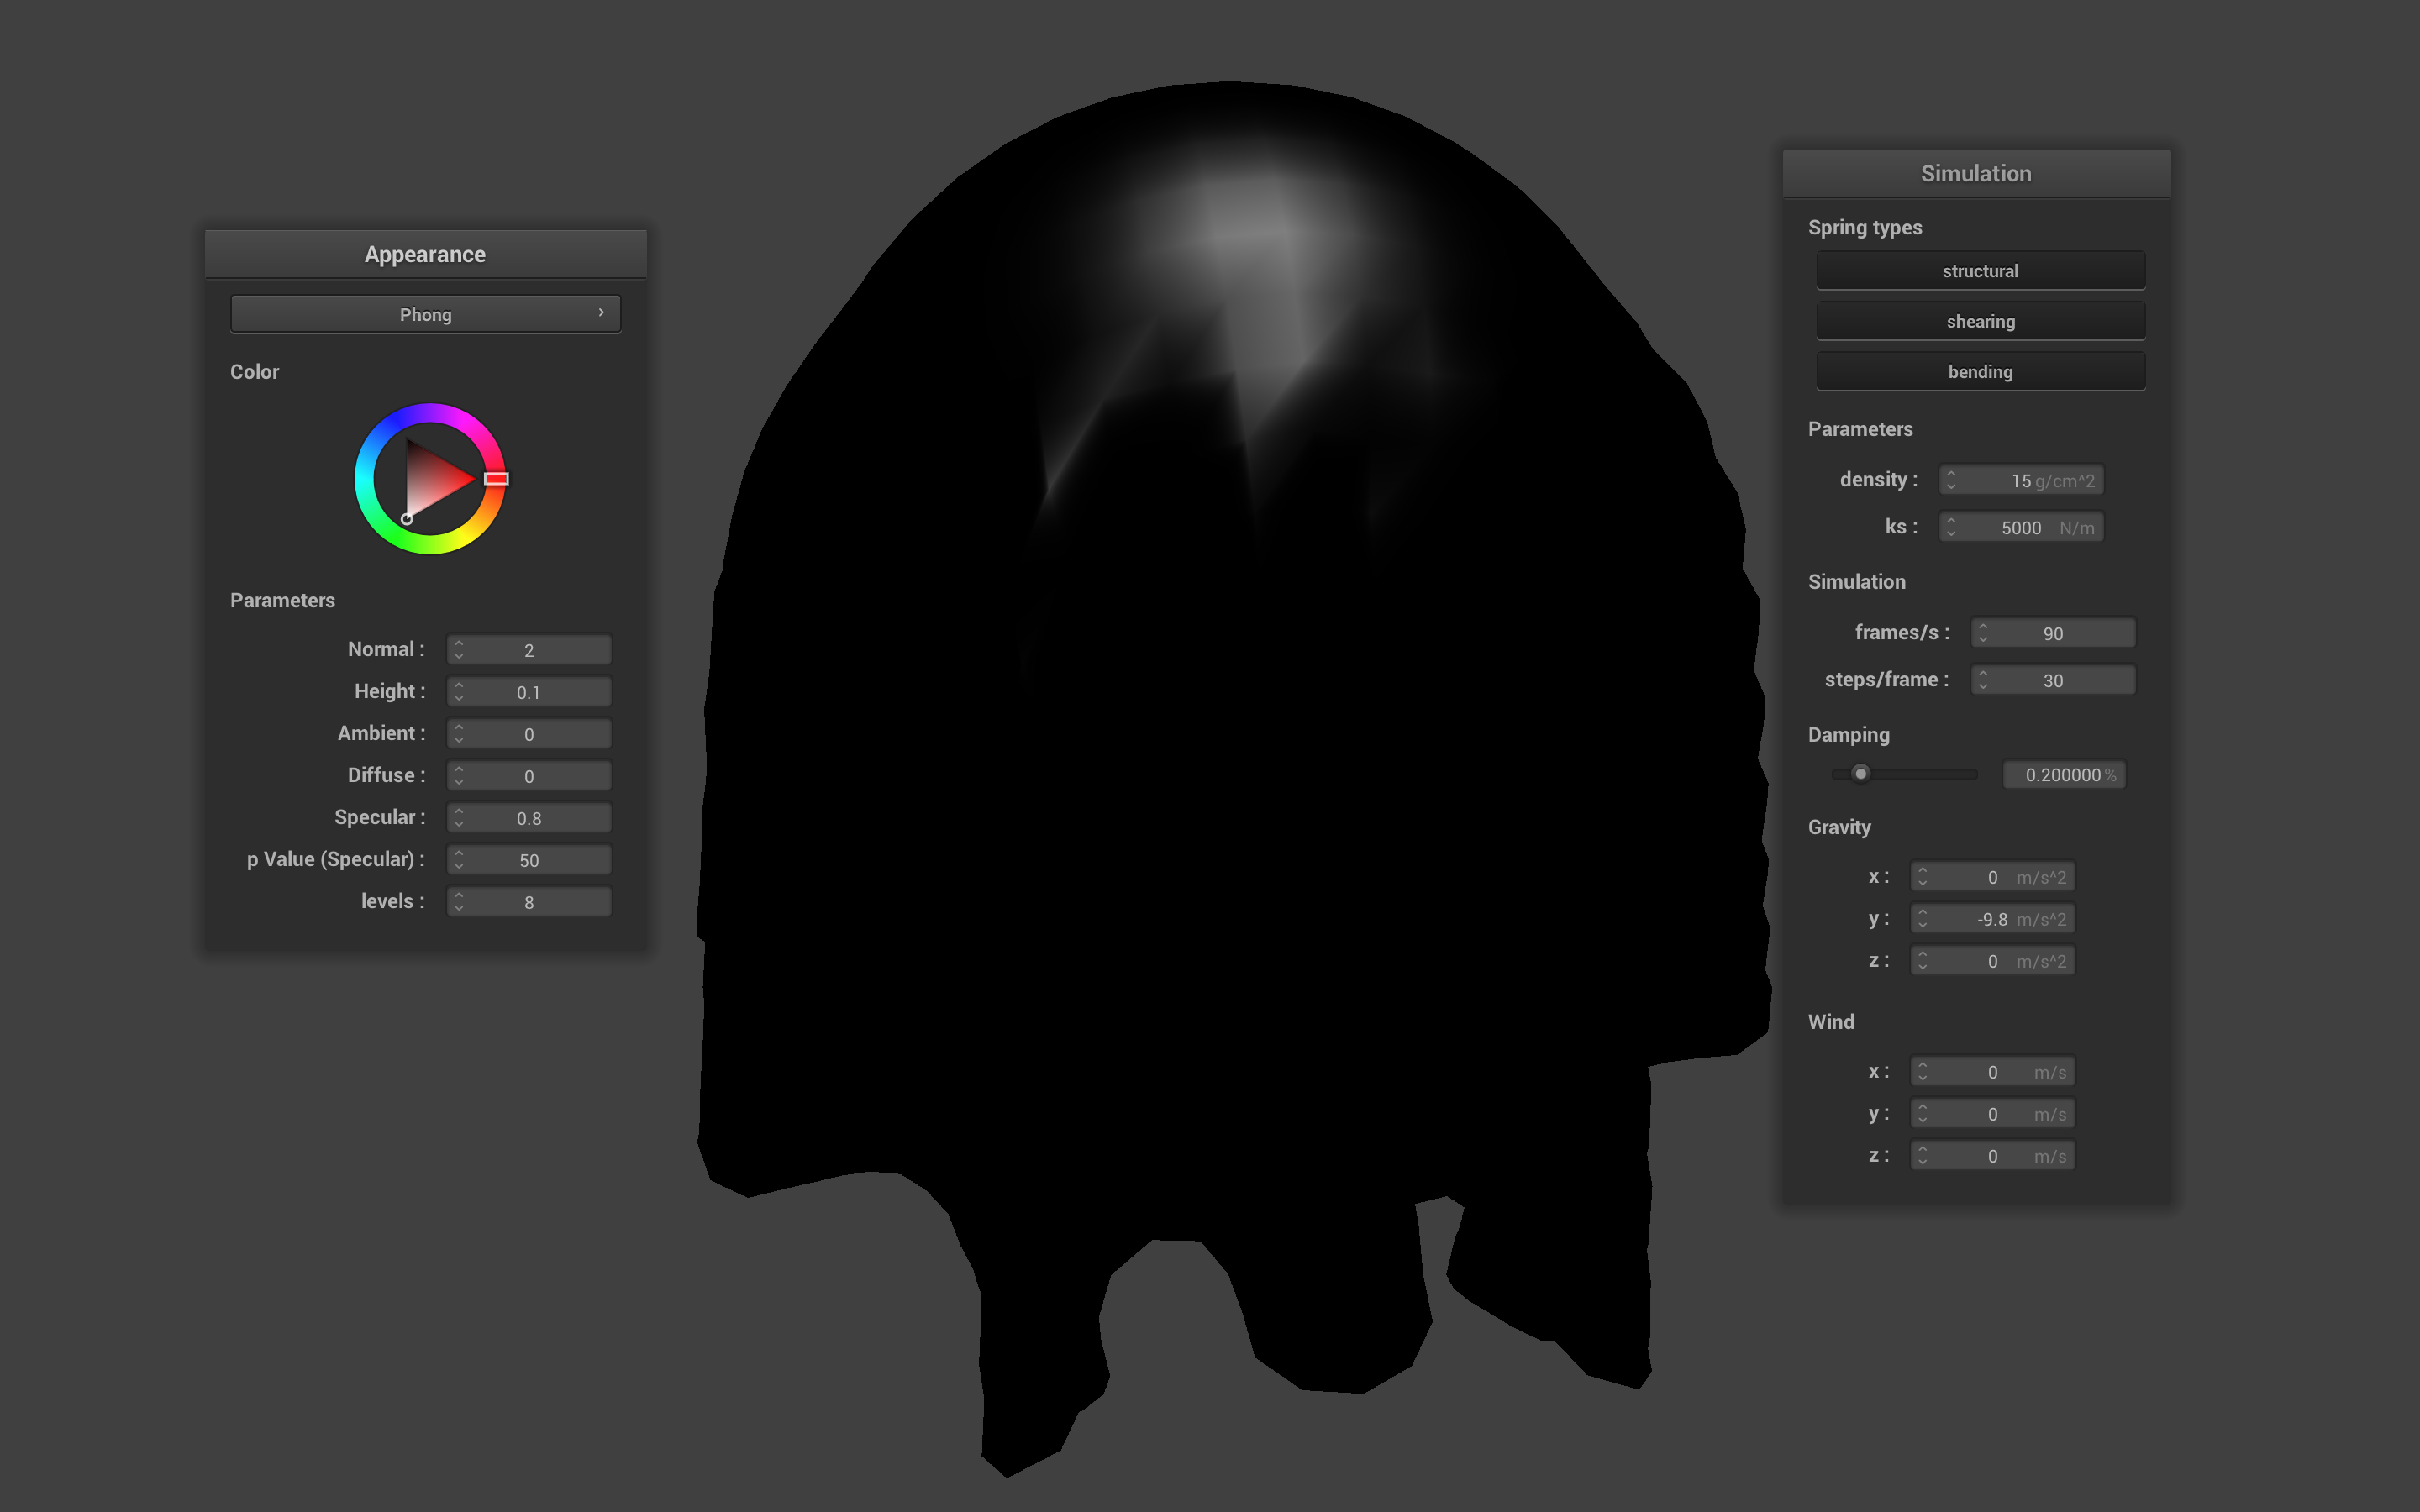 Appearance
Phong
Color
Parameters
Normal : 2
Height : 0.1
Ambient : 0
Diffuse : 0
Specular : 0.8
p Value (Specular) : 50
levels : 8
Simulation
Spring types
structural
shearing
bending
Parameters
density : 15 g/cm^2
ks : 5000 N/m
Simulation
frames/s : 90
steps/frame : 30
Damping
0.200000 %
Gravity
x : 0 m/s^2
y : -9.8 m/s^2
z : 0 m/s^2
Wind
x : 0 m/s
y : 0 m/s
z : 0 m/s